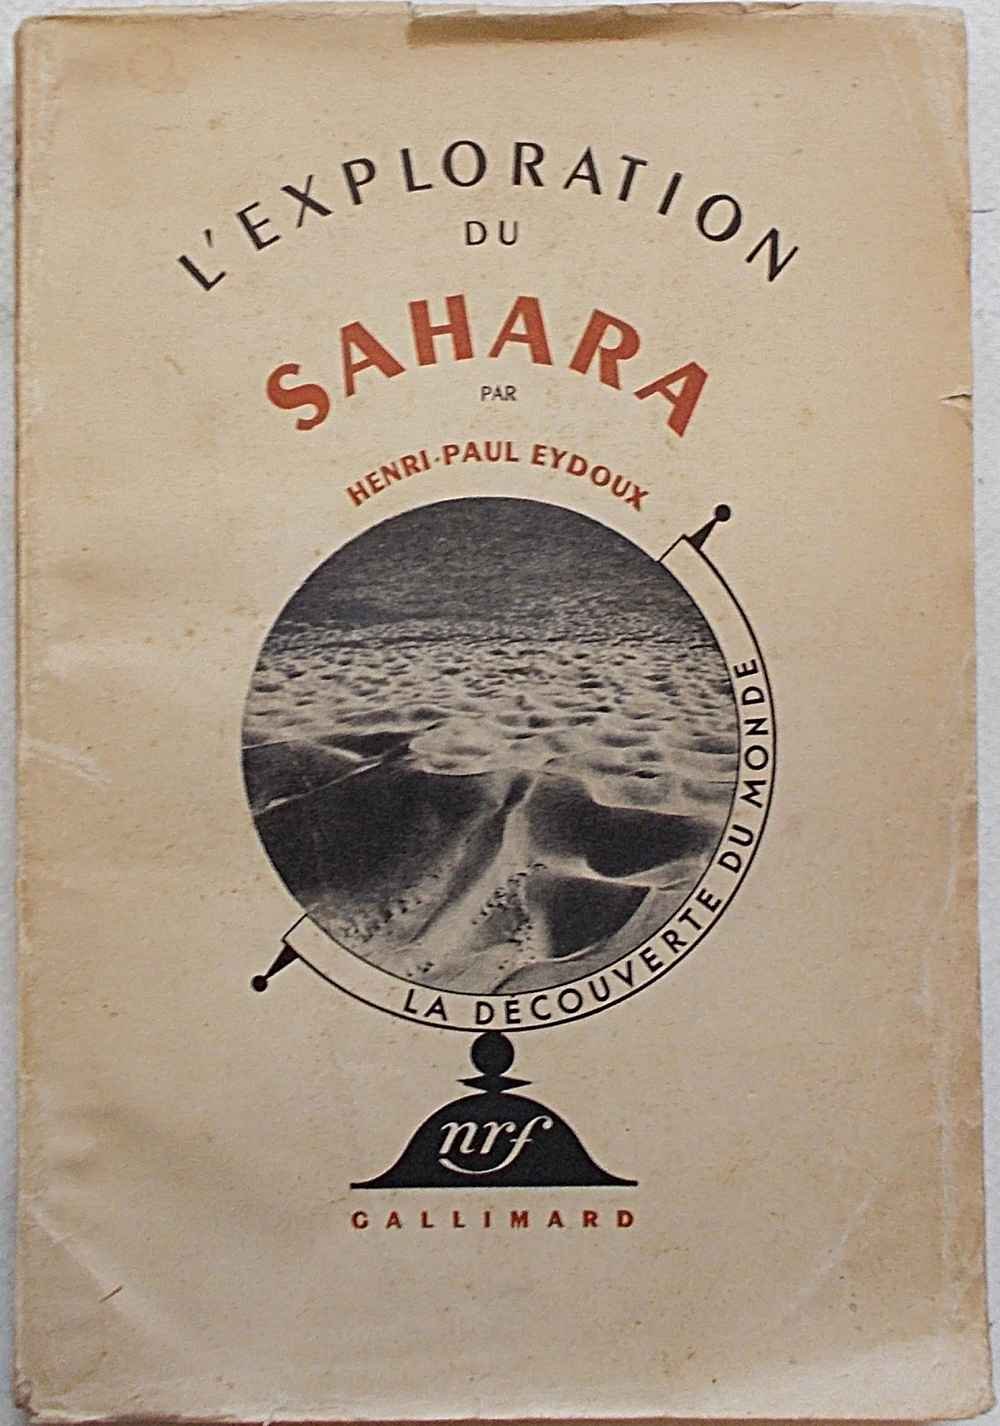 L'EXPLORATION
DU
SAHARA
PAR
HENRI-PAUL EYDOUX
LA DÉCOUVERTE DU MONDE
nrf
GALLIMARD